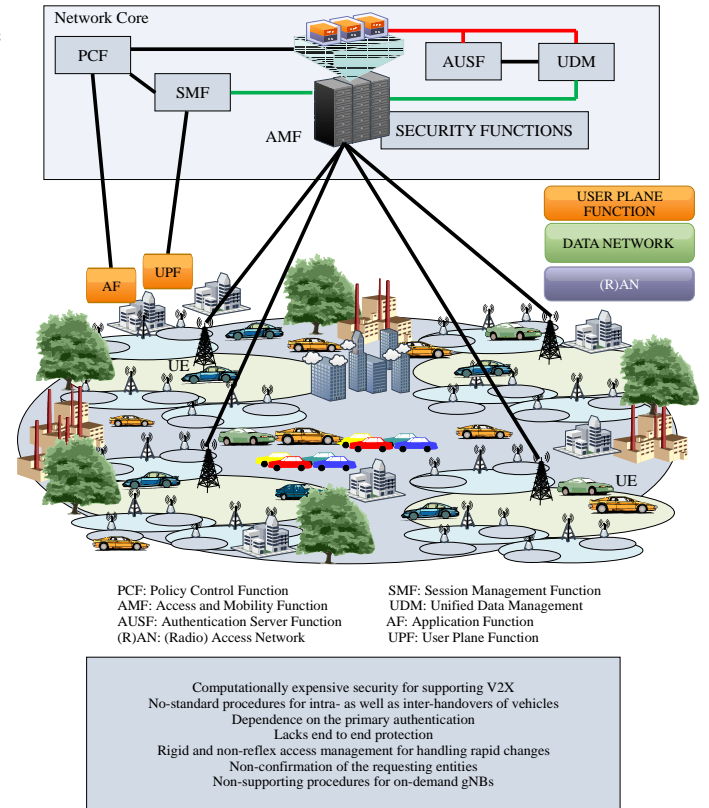 Network Core
PCF
AUSF
UDM
SMF
AMF
SECURITY FUNCTIONS
USER PLANE
FUNCTION
DATA NETWORK
(R)AN
AF
UPF
UE
UE
PCF: Policy Control Function
SMF: Session Management Function
AMF: Access and Mobility Function
UDM: Unified Data Management
AUSF: Authentication Server Function
AF: Application Function
(R)AN: (Radio) Access Network
UPF: User Plane Function
Computationally expensive security for supporting V2X
No-standard procedures for intra- as well as inter-handovers of vehicles
Dependence on the primary authentication
Lacks end to end protection
Rigid and non-reflex access management for handling rapid changes
Non-confirmation of the requesting entities
Non-supporting procedures for on-demand gNBs